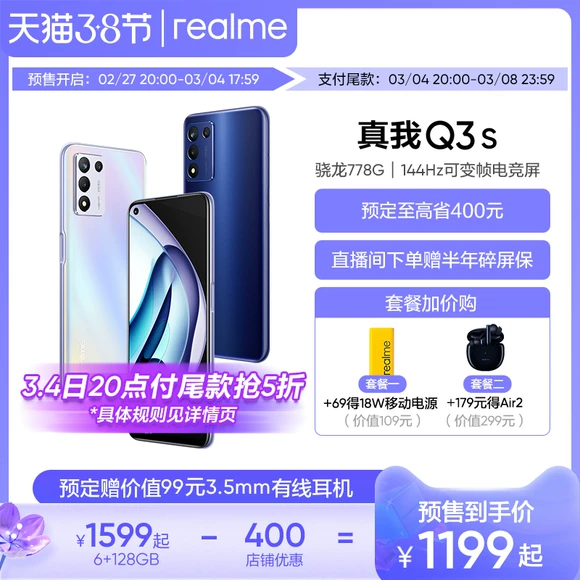 天猫3.8节 | realme
预售开启：02/27 20:00-03/04 17:59
支付尾款：03/04 20:00-03/08 23:59
真我Q3s
骁龙778G | 144Hz可变帧电竞屏
预定至高省400元
直播间下单赠半年碎屏保
套餐加价购
realme
套餐一
套餐二
+69得18W移动电源
+179元得Air2
（价值109元）
（价值299元）
3.4日20点付尾款抢5折
*具体规则见详情页
预定赠价值99元3.5mm有线耳机
¥1599起
6+128GB
−
400
店铺优惠
=
预售到手价
¥1199起